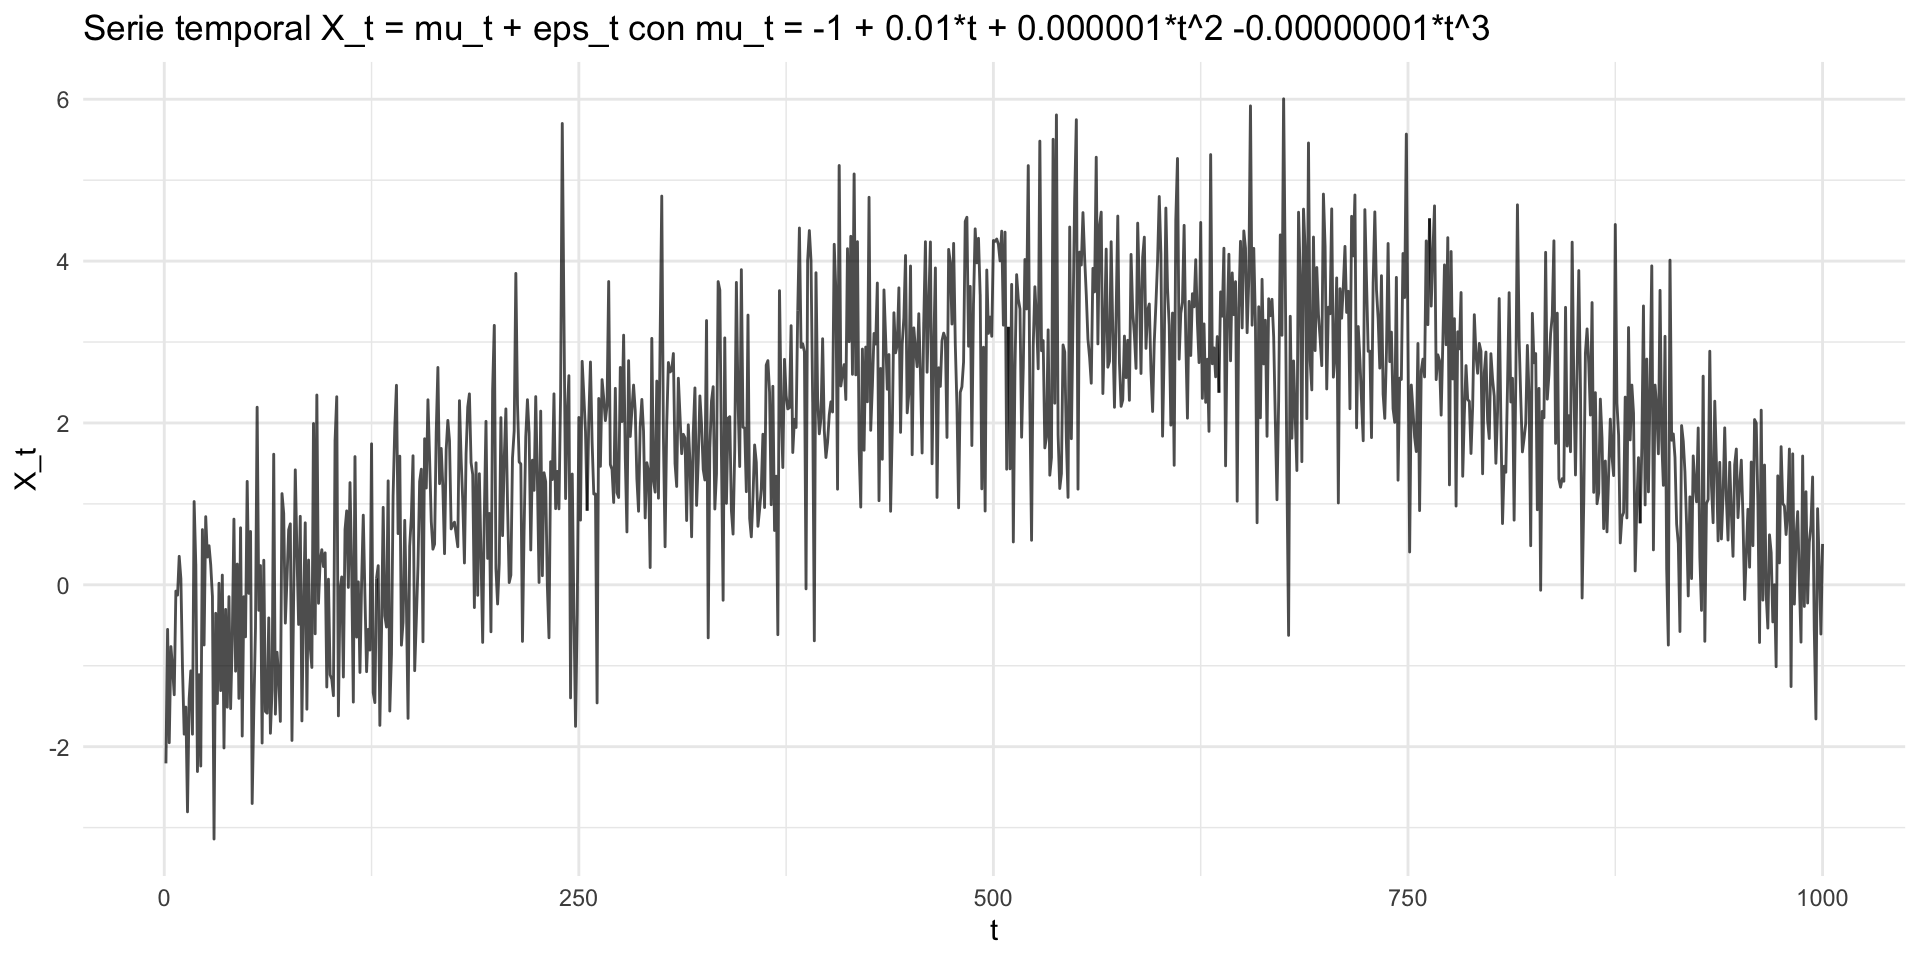 Serie temporal X_t = mu_t + eps_t con mu_t = -1 + 0.01*t + 0.000001*t^2 -0.00000001*t^3
6
4
2
0
-2
X_t
0 250 500 750 1000
t